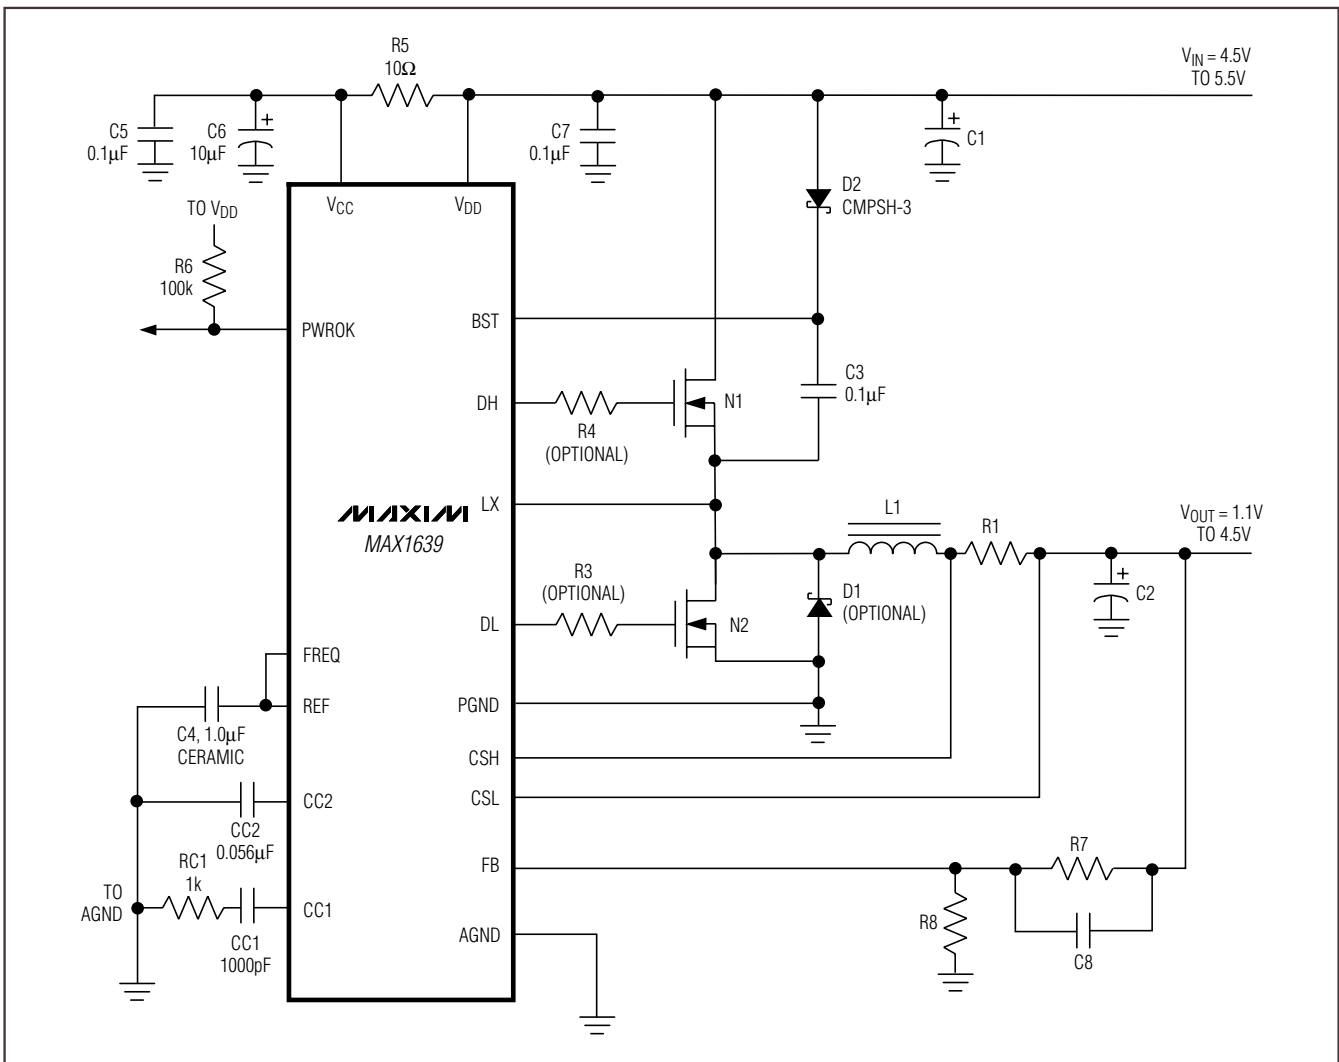 R5
10Ω
V_IN = 4.5V
TO 5.5V
C5
0.1μF
C6
10μF
+
C7
0.1μF
+
C1
D2
CMPSH-3
TO V_DD
V_CC
V_DD
R6
100k
PWROK
BST
C3
0.1μF
DH
R4
(OPTIONAL)
N1
MAXIM
MAX1639
LX
L1
R1
V_OUT = 1.1V
TO 4.5V
R3
(OPTIONAL)
D1
(OPTIONAL)
+
C2
DL
N2
FREQ
REF
PGND
C4, 1.0μF
CERAMIC
CSH
CSL
CC2
CC2
0.056μF
FB
R7
RC1
1k
TO
AGND
CC1
CC1
1000pF
AGND
R8
C8